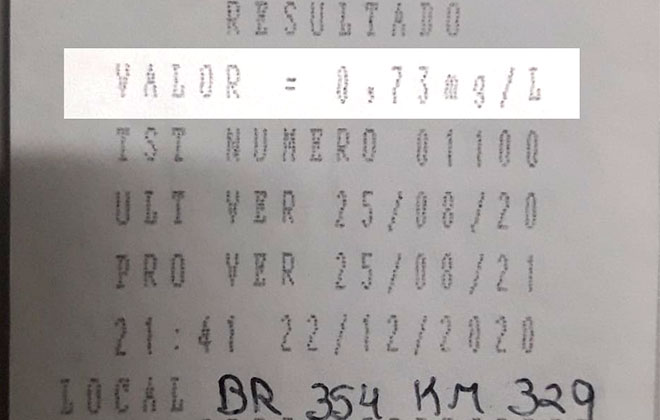 RESULTADO
VALOR = 0,73mg/L
TST NUMERO 01100
ULT VER 25/08/20
PRO VER 25/08/21
21:41 22/12/2020
LOCAL BR 354 KM 329